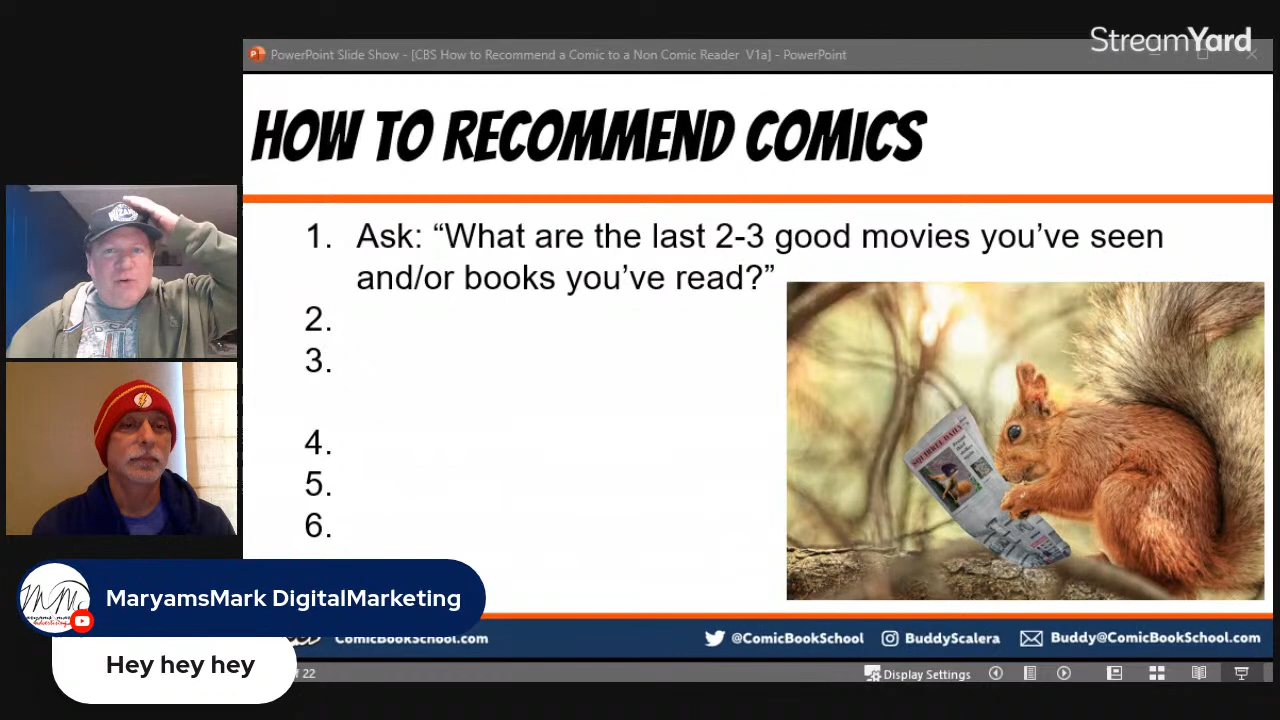 StreamYard
PowerPoint Slide Show - [CBS How to Recommend a Comic to a Non Comic Reader V1a] - PowerPoint
HOW TO RECOMMEND COMICS
1. Ask: “What are the last 2-3 good movies you’ve seen
and/or books you’ve read?”
2.
3.
4.
5.
6.
SQUIRREL DAILY
MaryamsMark DigitalMarketing
Hey hey hey
ComicBookSchool.com
@ComicBookSchool
BuddyScalera
Buddy@ComicBookSchool.com
22
Display Settings